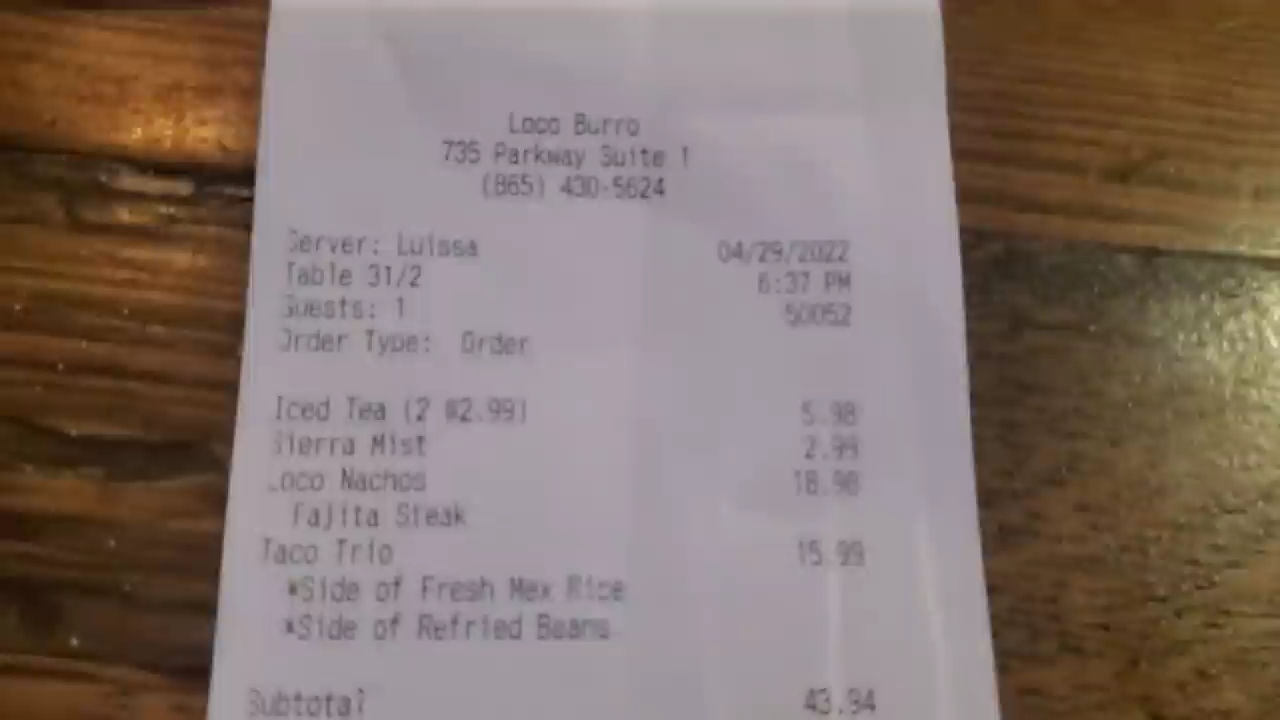 Loco Burro
735 Parkway Suite 1
(865) 430-5624
Server: Luissa 04/29/2022
Table 31/2 6:37 PM
Guests: 1 50052
Order Type: Order
Iced Tea (2 @2.99) 5.98
Sierra Mist 2.99
Loco Nachos 18.98
Fajita Steak
Taco Trio 15.99
*Side of Fresh Mex Rice
*Side of Refried Beans
Subtotal 43.94